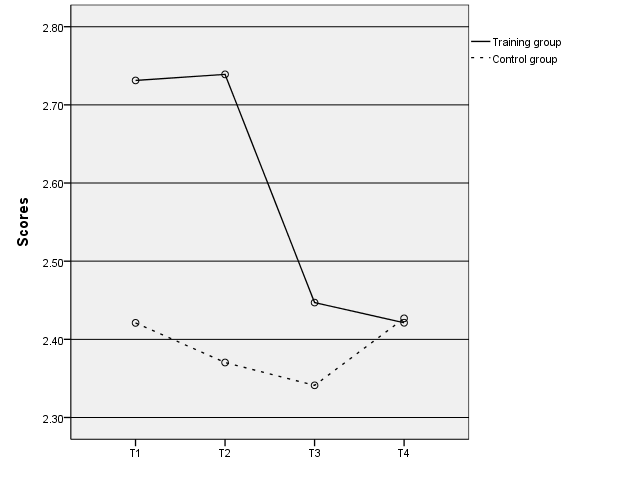 2.80
2.70
2.60
2.50
2.40
2.30
Scores
T1 T2 T3 T4
Training group
Control group